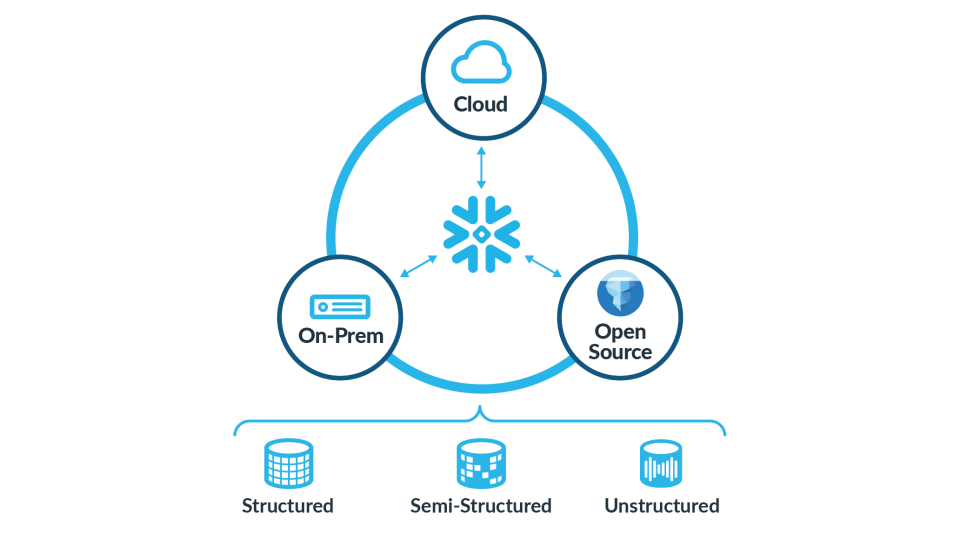 Cloud
On-Prem
Open
Source
Structured
Semi-Structured
Unstructured